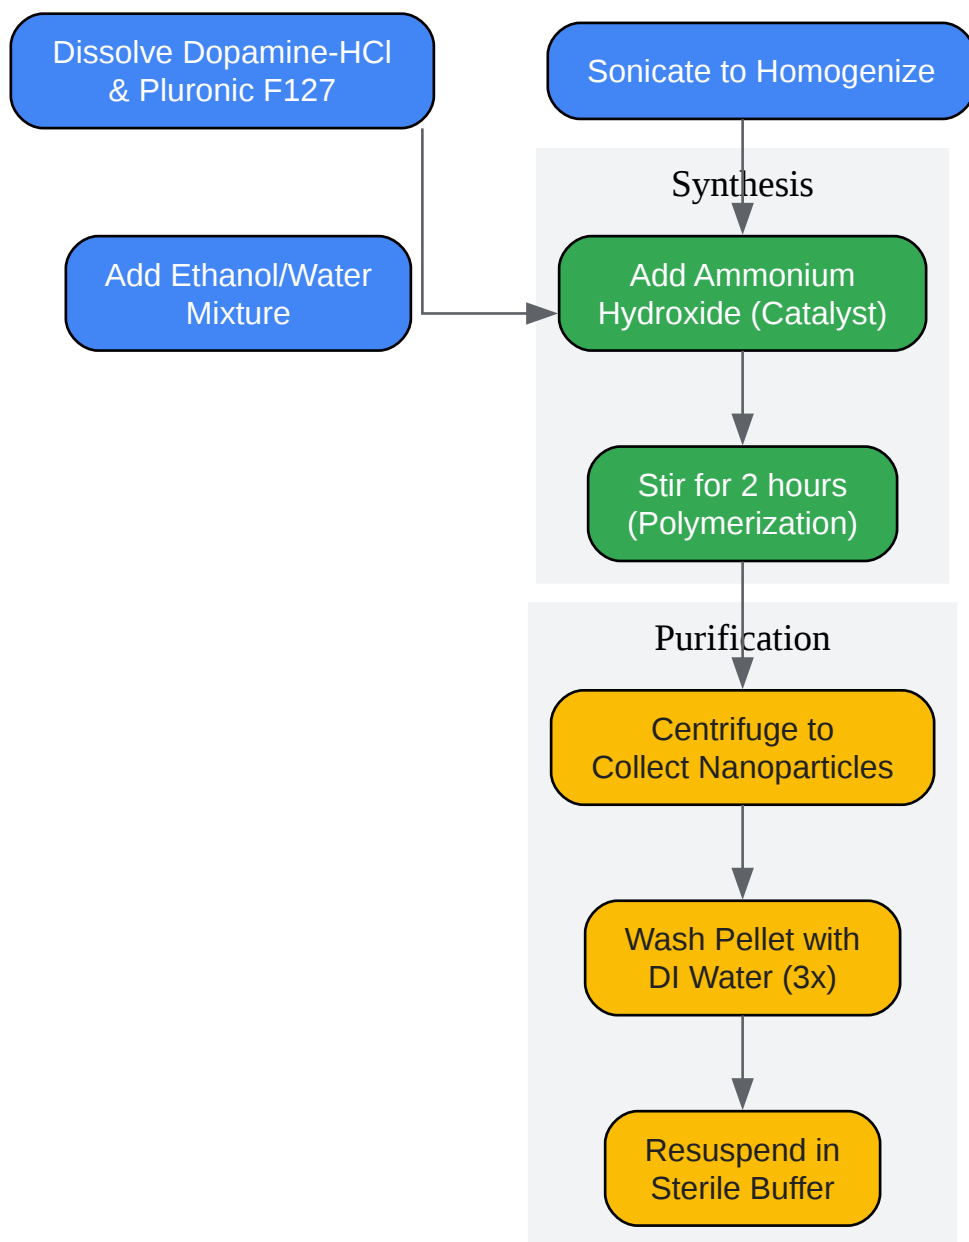 Dissolve Dopamine-HCl
& Pluronic F127
Sonicate to Homogenize
Synthesis
Add Ethanol/Water
Mixture
Add Ammonium
Hydroxide (Catalyst)
Stir for 2 hours
(Polymerization)
Purification
Centrifuge to
Collect Nanoparticles
Wash Pellet with
DI Water (3x)
Resuspend in
Sterile Buffer